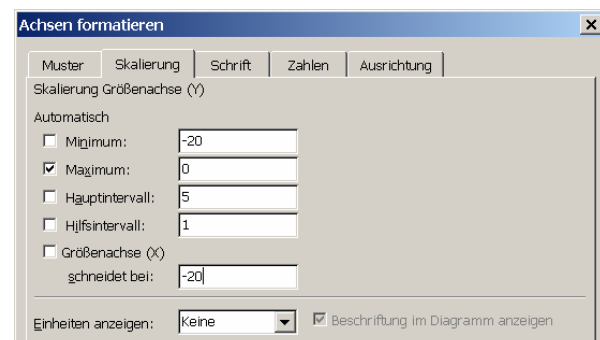 Achsen formatieren
Muster Skalierung Schrift Zahlen Ausrichtung
Skalierung Größenachse (Y)
Automatisch
Minimum: -20
Maximum: 0
Hauptintervall: 5
Hilfsintervall: 1
Größenachse (X)
schneidet bei: -20
Einheiten anzeigen: Keine Beschriftung im Diagramm anzeigen